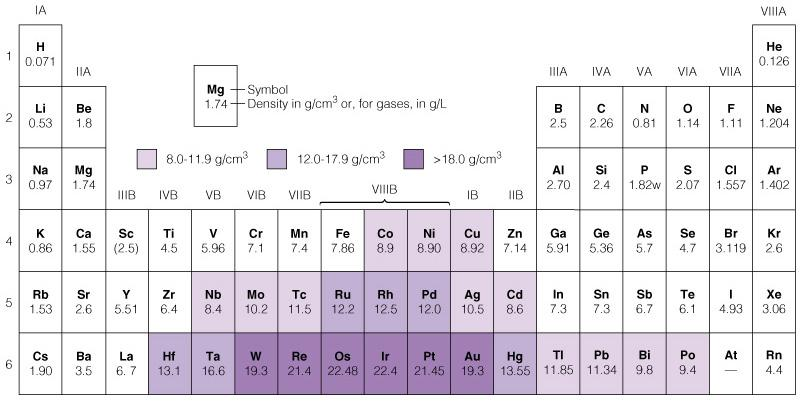 IA VIIIA
1 H He
0.071 0.126
IIA IIIA IVA VA VIA VIIA
Mg Symbol
1.74 Density in g/cm³ or, for gases, in g/L
2 Li Be B C N O F Ne
0.53 1.8 2.5 2.26 0.81 1.14 1.11 1.204
8.0-11.9 g/cm³ 12.0-17.9 g/cm³ >18.0 g/cm³
3 Na Mg Al Si P S Cl Ar
0.97 1.74 2.70 2.4 1.82w 2.07 1.557 1.402
IIIB IVB VB VIB VIIB VIIIB IB IIB
4 K Ca Sc Ti V Cr Mn Fe Co Ni Cu Zn Ga Ge As Se Br Kr
0.86 1.55 (2.5) 4.5 5.96 7.1 7.4 7.86 8.9 8.90 8.92 7.14 5.91 5.36 5.7 4.7 3.119 2.6
5 Rb Sr Y Zr Nb Mo Tc Ru Rh Pd Ag Cd In Sn Sb Te I Xe
1.53 2.6 5.51 6.4 8.4 10.2 11.5 12.2 12.5 12.0 10.5 8.6 7.3 7.3 6.7 6.1 4.93 3.06
6 Cs Ba La Hf Ta W Re Os Ir Pt Au Hg Tl Pb Bi Po At Rn
1.90 3.5 6. 7 13.1 16.6 19.3 21.4 22.48 22.4 21.45 19.3 13.55 11.85 11.34 9.8 9.4 — 4.4